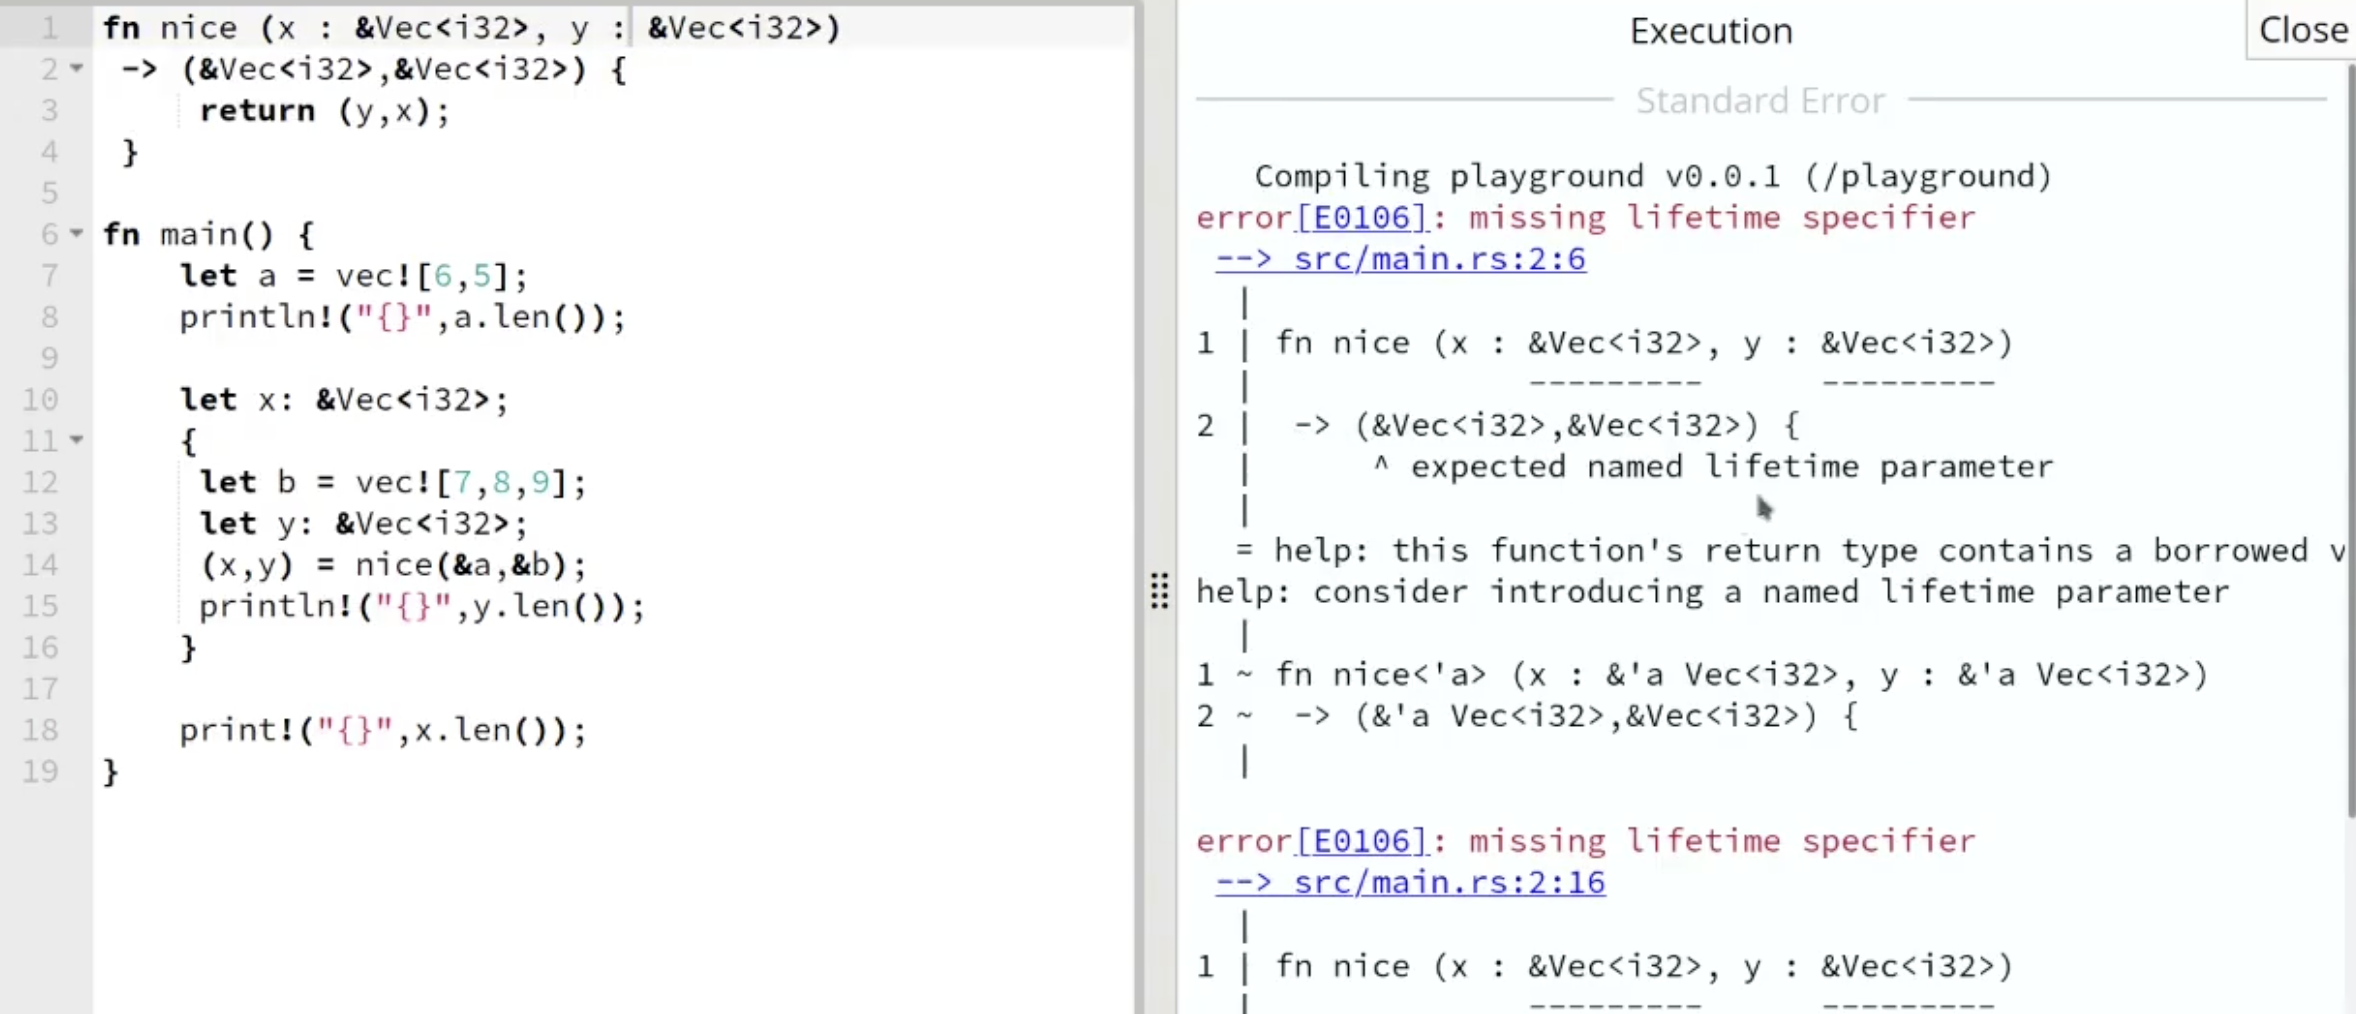 1 fn nice (x : &Vec<i32>, y : &Vec<i32>)
2 -> (&Vec<i32>,&Vec<i32>) {
3 return (y,x);
4 }
5
6 fn main() {
7 let a = vec![6,5];
8 println!("{}",a.len());
9
10 let x: &Vec<i32>;
11 {
12 let b = vec![7,8,9];
13 let y: &Vec<i32>;
14 (x,y) = nice(&a,&b);
15 println!("{}",y.len());
16 }
17
18 print!("{}",x.len());
19 }
Execution
Close
Standard Error
Compiling playground v0.0.1 (/playground)
error[E0106]: missing lifetime specifier
--> src/main.rs:2:6
|
1 | fn nice (x : &Vec<i32>, y : &Vec<i32>)
| --------- ---------
2 | -> (&Vec<i32>,&Vec<i32>) {
| ^ expected named lifetime parameter
|
= help: this function's return type contains a borrowed v
help: consider introducing a named lifetime parameter
|
1 ~ fn nice<'a> (x : &'a Vec<i32>, y : &'a Vec<i32>)
2 ~ -> (&'a Vec<i32>,&Vec<i32>) {
|
error[E0106]: missing lifetime specifier
--> src/main.rs:2:16
|
1 | fn nice (x : &Vec<i32>, y : &Vec<i32>)
| --------- ---------